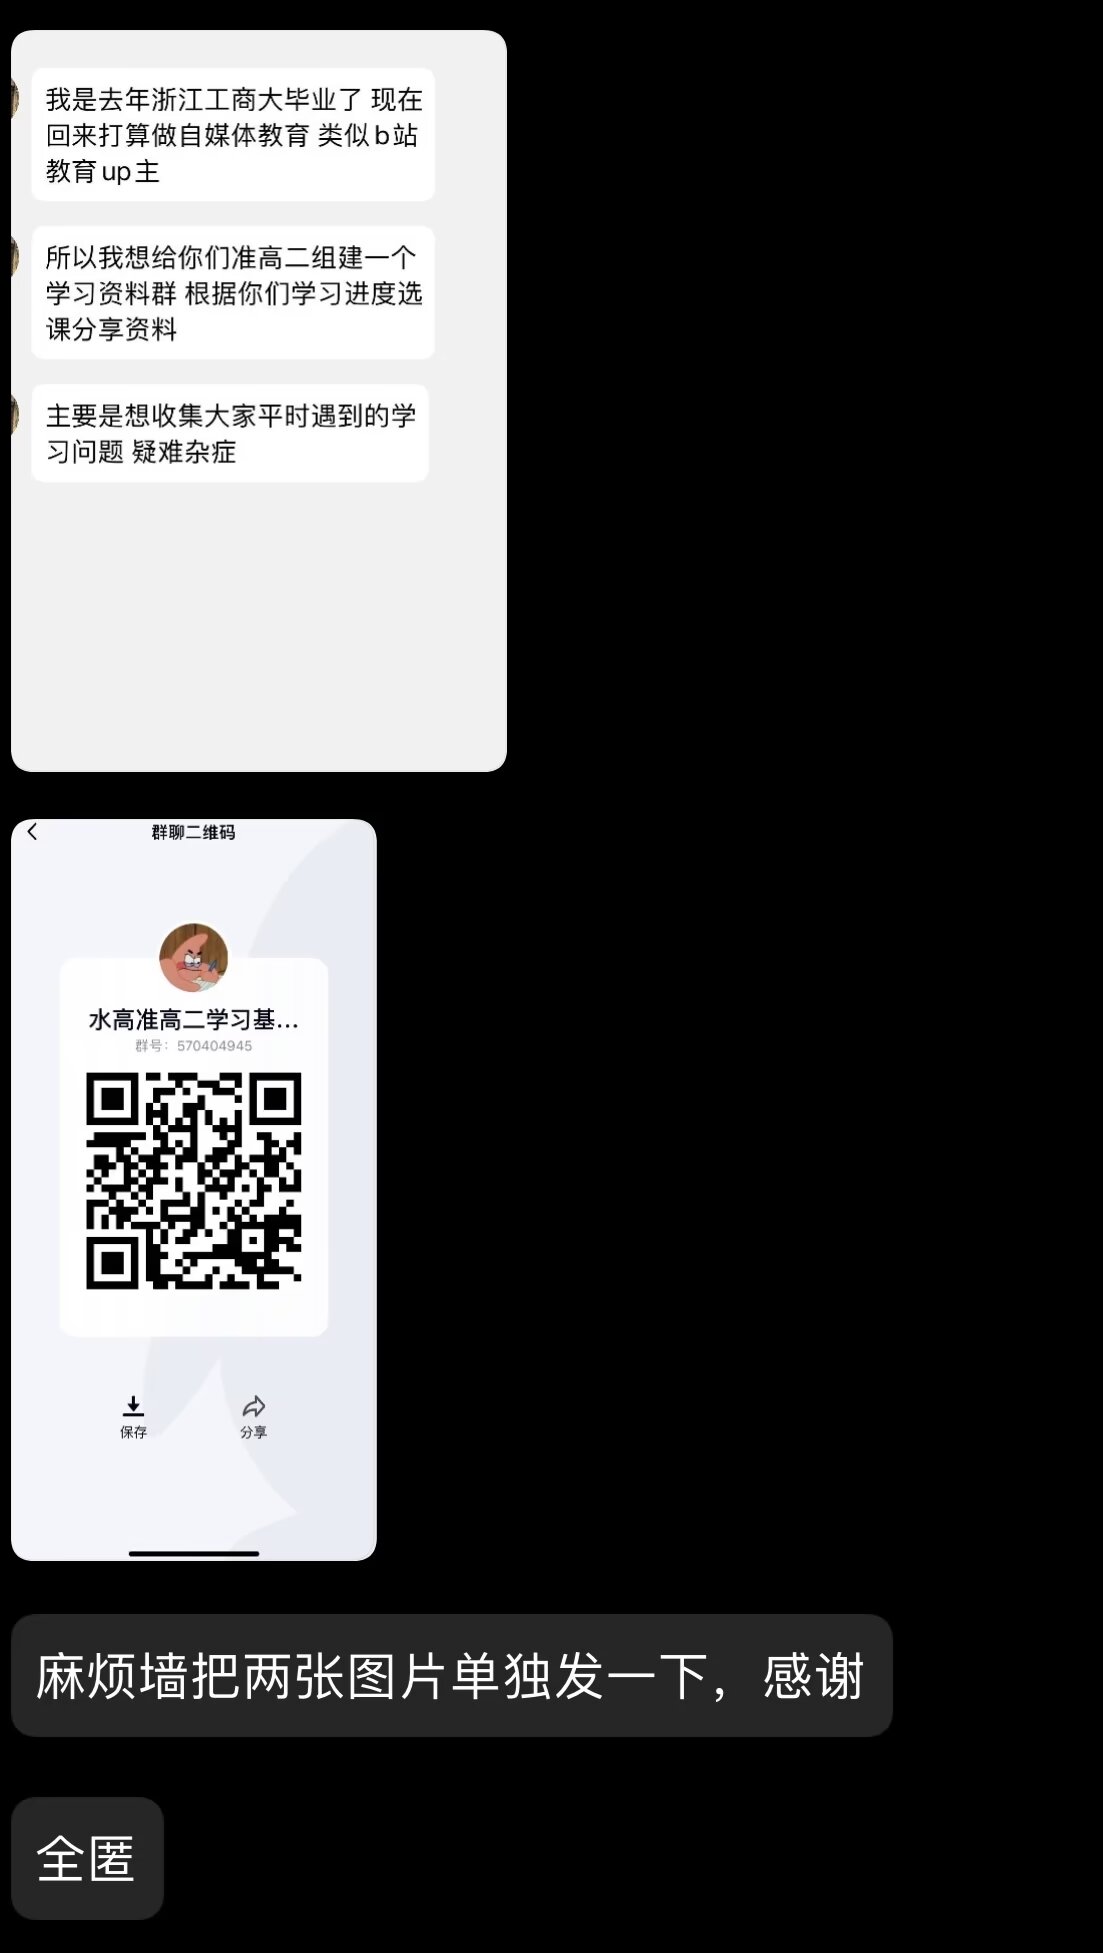 我是去年浙江工商大毕业了 现在
回来打算做自媒体教育 类似b站
教育up主
所以我想给你们准高二组建一个
学习资料群 根据你们学习进度选
课分享资料
主要是想收集大家平时遇到的学
习问题 疑难杂症
群聊二维码
水高准高二学习基...
群号：570404945
保存
分享
麻烦墙把两张图片单独发一下，感谢
全匿